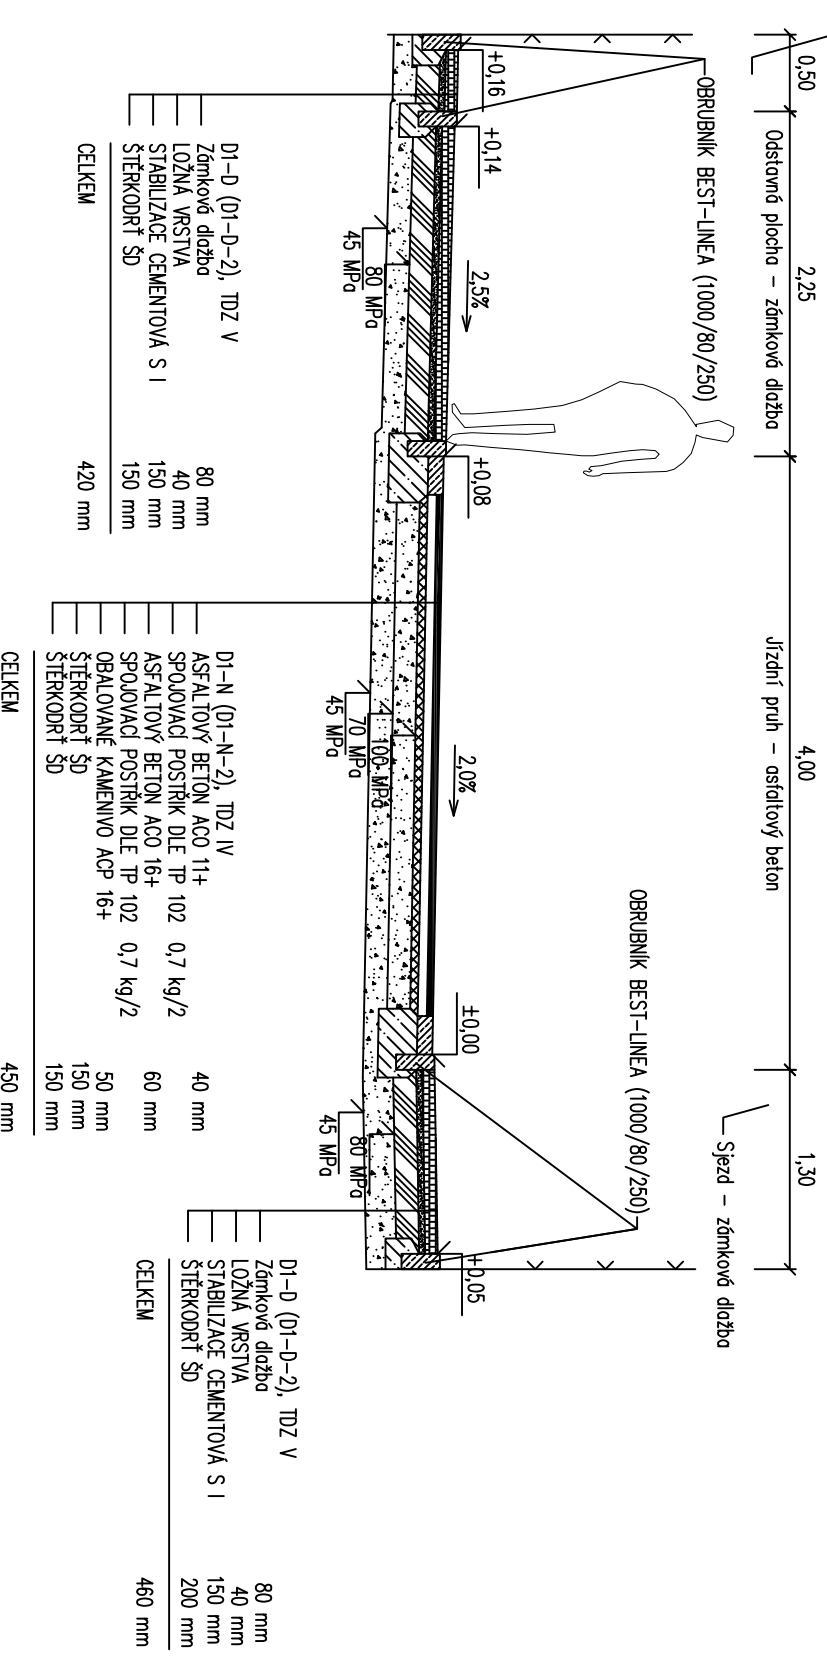 0,50
2,25
4,00
1,30
Odstavná plocha – zámková dlažba
Jízdní pruh – asfaltový beton
Sjezd – zámková dlažba
OBRUBNÍK BEST–LINEA (1000/80/250)
OBRUBNÍK BEST–LINEA (1000/80/250)
+0,16
+0,14
2,5%
+0,08
2,0%
±0,00
+0,05
80 MPa
45 MPa
100 MPa
70 MPa
45 MPa
80 MPa
45 MPa
D1–D (D1–D–2), TDZ V
Zámková dlažba 80 mm
LOŽNÁ VRSTVA 40 mm
STABILIZACE CEMENTOVÁ S I 150 mm
ŠTĚRKODRŤ ŠD 150 mm
CELKEM 420 mm
D1–N (D1–N–2), TDZ IV
ASFALTOVÝ BETON ACO 11+ 40 mm
SPOJOVACÍ POSTŘIK DLE TP 102 0,7 kg/2
ASFALTOVÝ BETON ACO 16+ 60 mm
SPOJOVACÍ POSTŘIK DLE TP 102 0,7 kg/2
OBALOVANÉ KAMENIVO ACP 16+ 50 mm
ŠTĚRKODRŤ ŠD 150 mm
ŠTĚRKODRŤ ŠD 150 mm
CELKEM 450 mm
D1–D (D1–D–2), TDZ V
Zámková dlažba 80 mm
LOŽNÁ VRSTVA 40 mm
STABILIZACE CEMENTOVÁ S I 150 mm
ŠTĚRKODRŤ ŠD 200 mm
CELKEM 460 mm